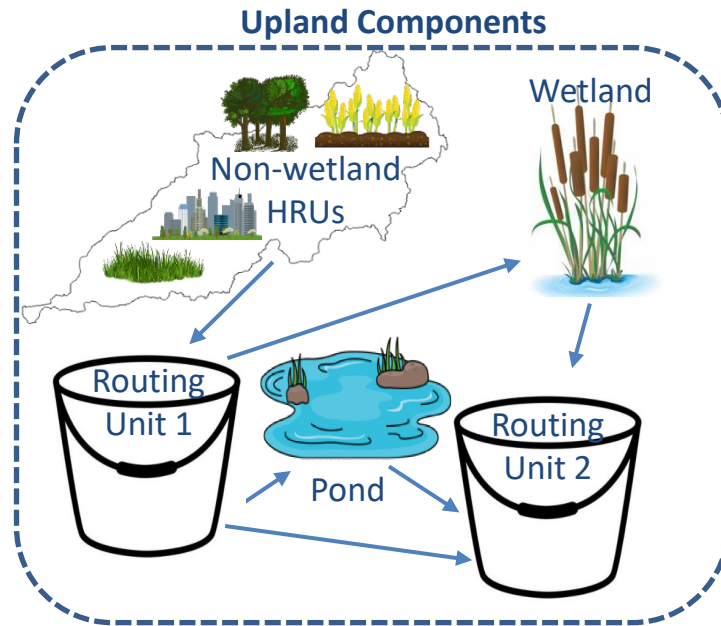 Upland Components
Non-wetland
HRUs
Wetland
Routing
Unit 1
Pond
Routing
Unit 2